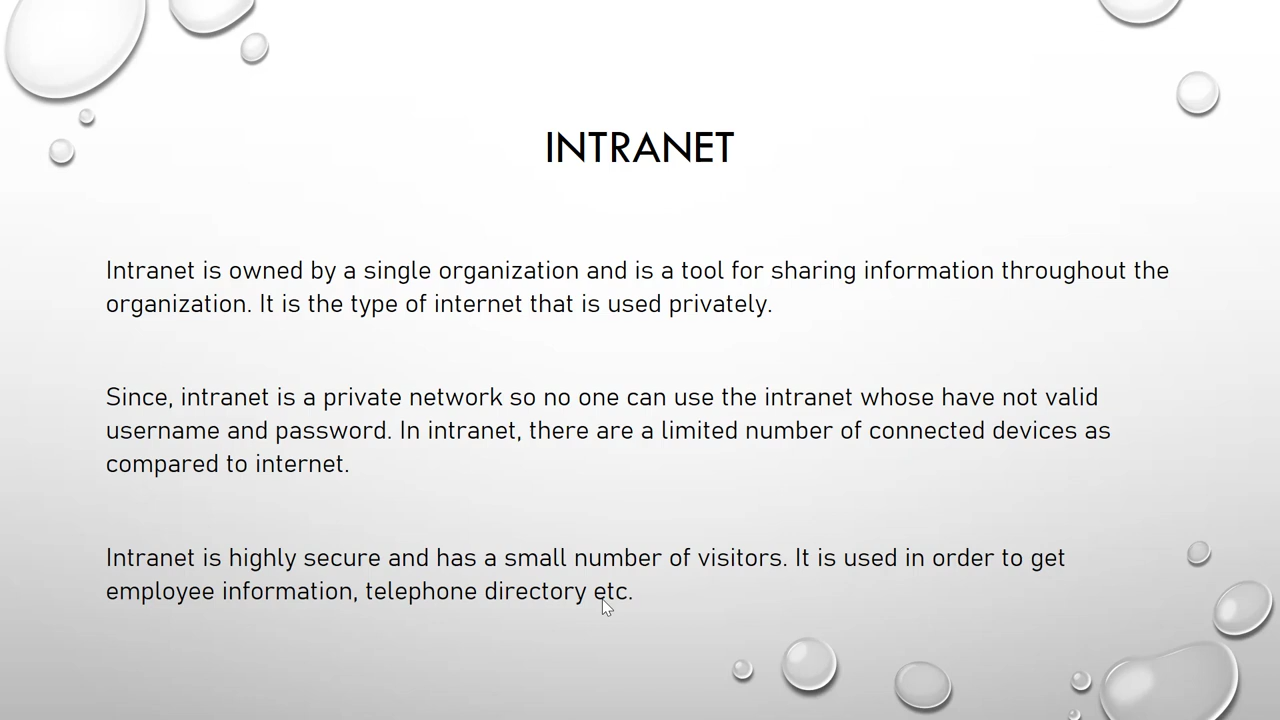 INTRANET
Intranet is owned by a single organization and is a tool for sharing information throughout the
organization. It is the type of internet that is used privately.
Since, intranet is a private network so no one can use the intranet whose have not valid
username and password. In intranet, there are a limited number of connected devices as
compared to internet.
Intranet is highly secure and has a small number of visitors. It is used in order to get
employee information, telephone directory etc.